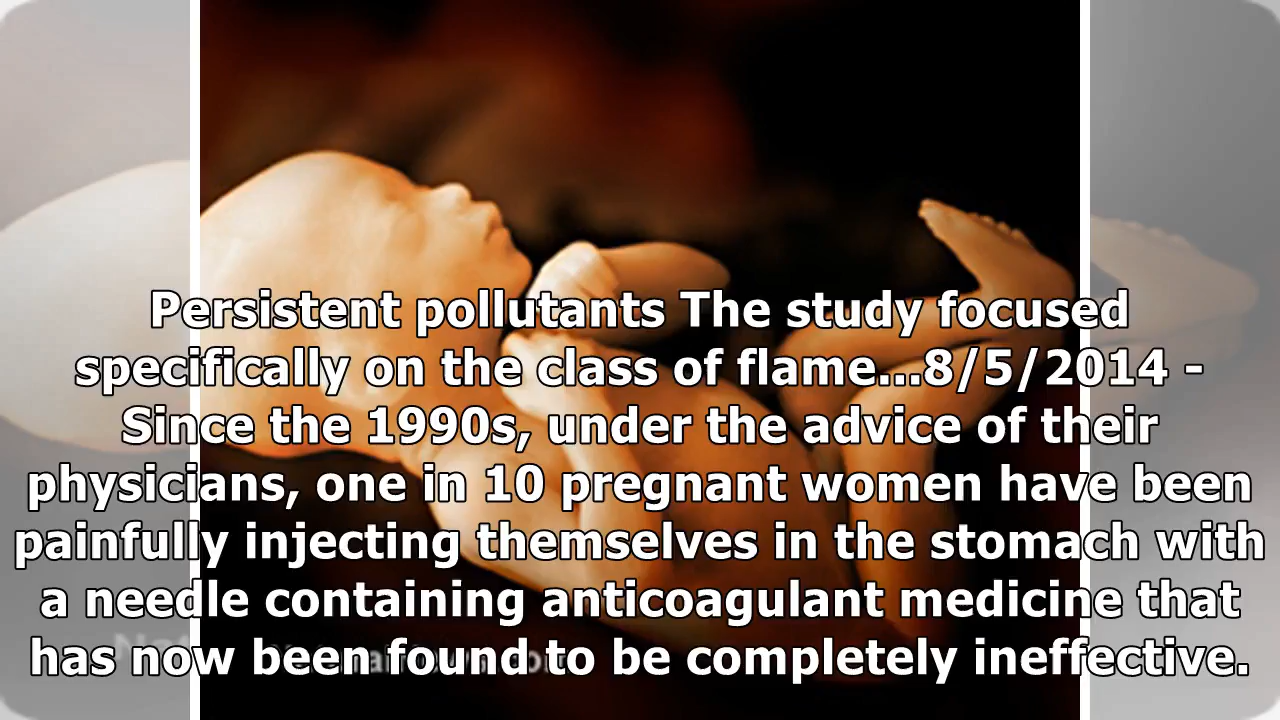 Persistent pollutants The study focused
specifically on the class of flame...8/5/2014 -
Since the 1990s, under the advice of their
physicians, one in 10 pregnant women have been
painfully injecting themselves in the stomach with
a needle containing anticoagulant medicine that
has now been found to be completely ineffective.